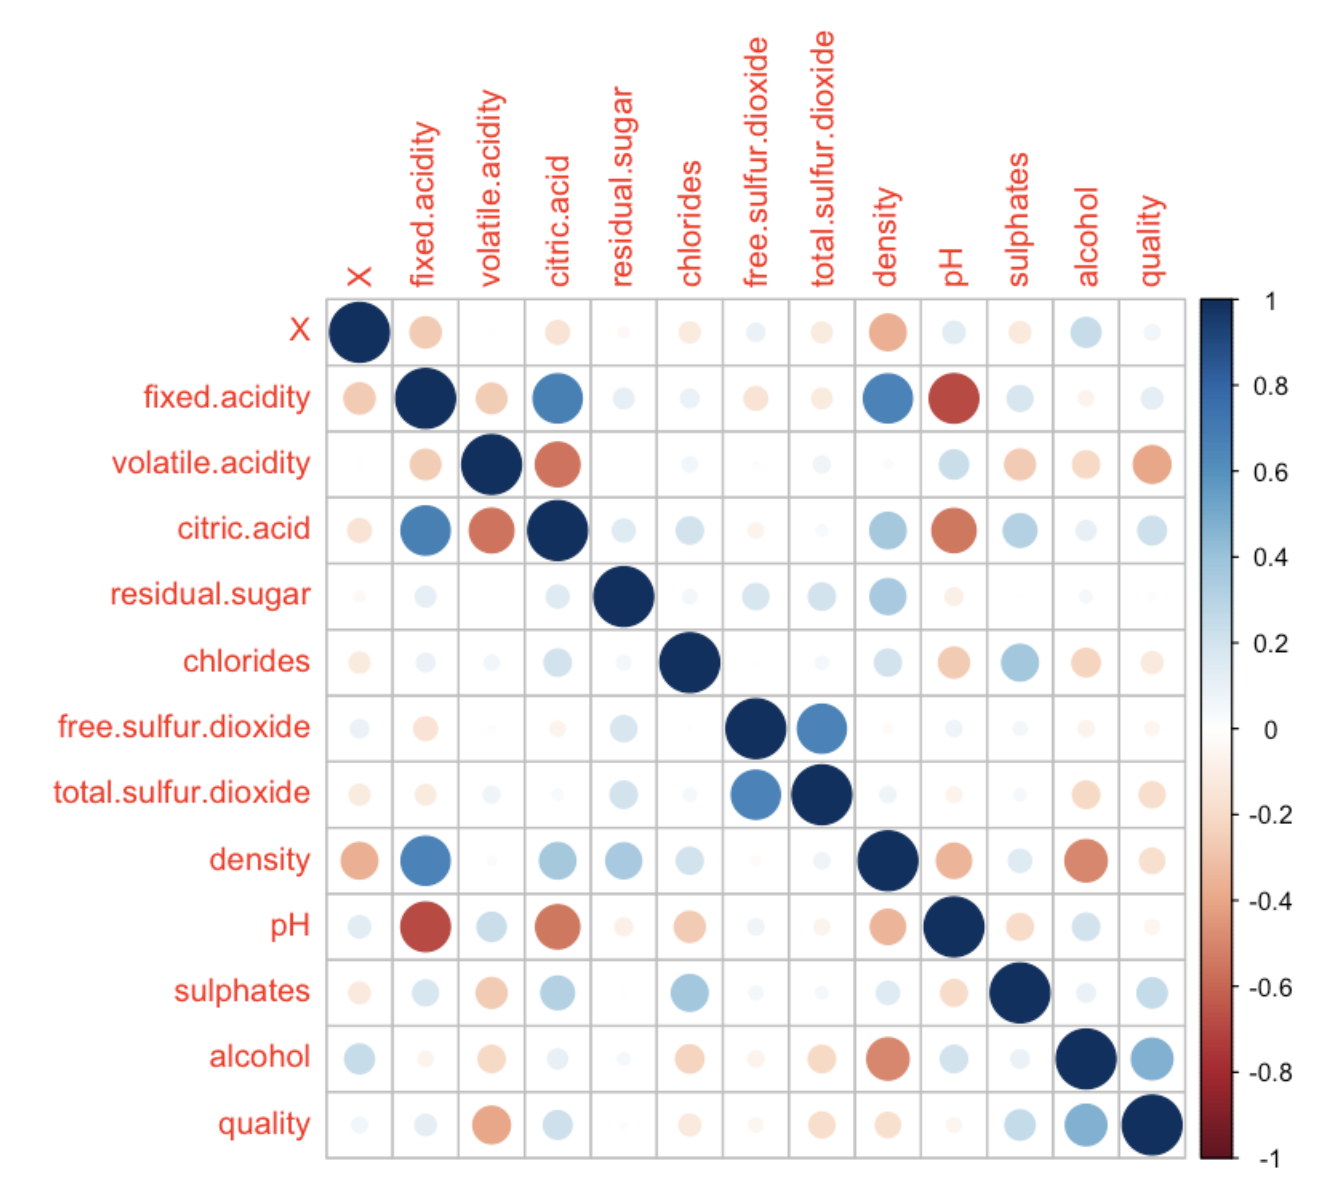 X
fixed.acidity
volatile.acidity
citric.acid
residual.sugar
chlorides
free.sulfur.dioxide
total.sulfur.dioxide
density
pH
sulphates
alcohol
quality
X
fixed.acidity
volatile.acidity
citric.acid
residual.sugar
chlorides
free.sulfur.dioxide
total.sulfur.dioxide
density
pH
sulphates
alcohol
quality
1
0.8
0.6
0.4
0.2
0
-0.2
-0.4
-0.6
-0.8
-1